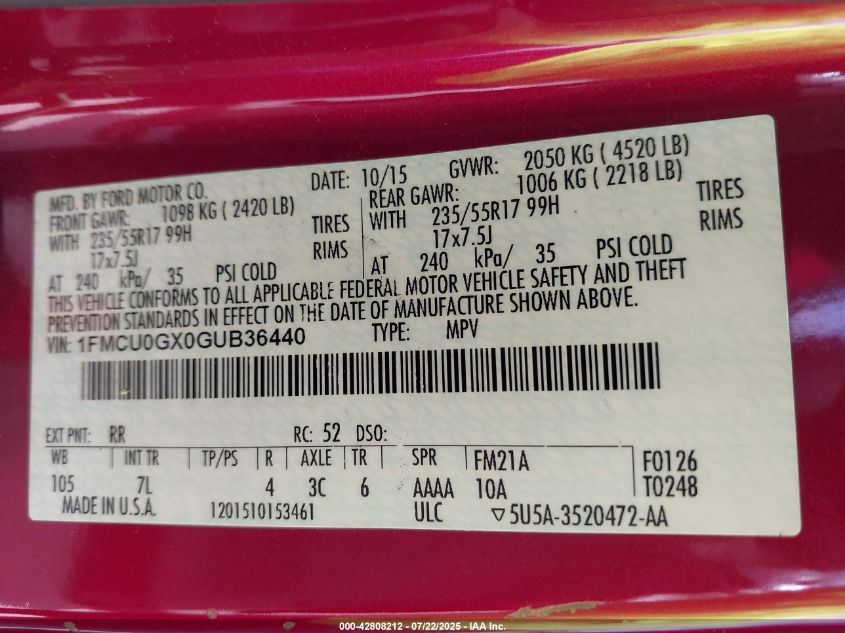 MFD. BY FORD MOTOR CO.
DATE: 10/15
GVWR: 2050 KG ( 4520 LB)
FRONT GAWR: 1098 KG ( 2420 LB)
WITH 235/55R17 99H TIRES
17x7.5J RIMS
AT 240 kPa/ 35 PSI COLD
REAR GAWR: 1006 KG ( 2218 LB)
WITH 235/55R17 99H TIRES
17x7.5J RIMS
AT 240 kPa/ 35 PSI COLD
THIS VEHICLE CONFORMS TO ALL APPLICABLE FEDERAL MOTOR VEHICLE SAFETY AND THEFT
PREVENTION STANDARDS IN EFFECT ON THE DATE OF MANUFACTURE SHOWN ABOVE.
VIN: 1FMCU0GX0GUB36440 TYPE: MPV
EXT PNT: RR RC: 52 DSO:
WB INT TR TP/PS R AXLE TR SPR FM21A F0126
105 7L 4 3C 6 AAAA 10A T0248
MADE IN U.S.A. 1201510153461 ULC ▽5U5A-3520472-AA
000-42808212 - 07/22/2025 - IAA Inc.